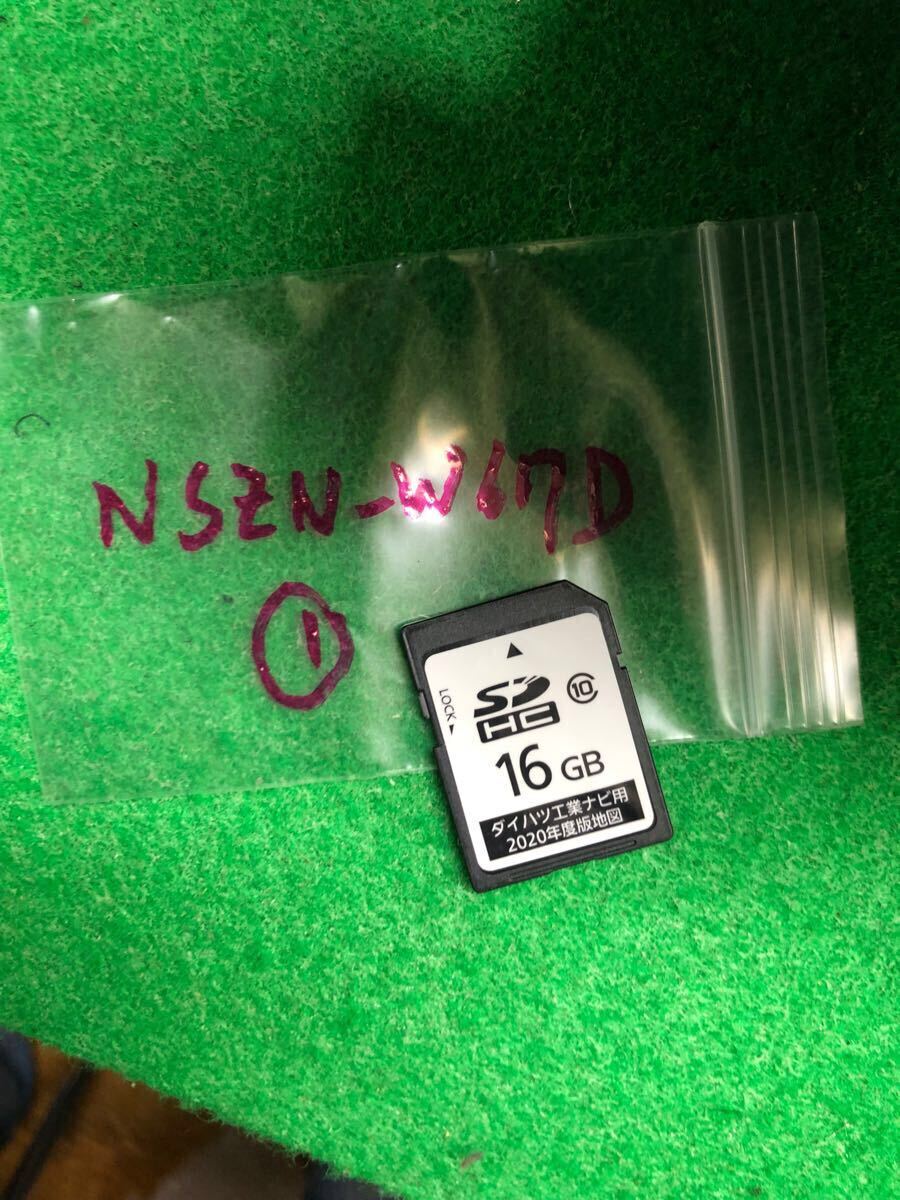 NSZN-W67D
①
▲
LOCK►
SD HC
10
16 GB
ダイハツ工業ナビ用
2020年度版地図